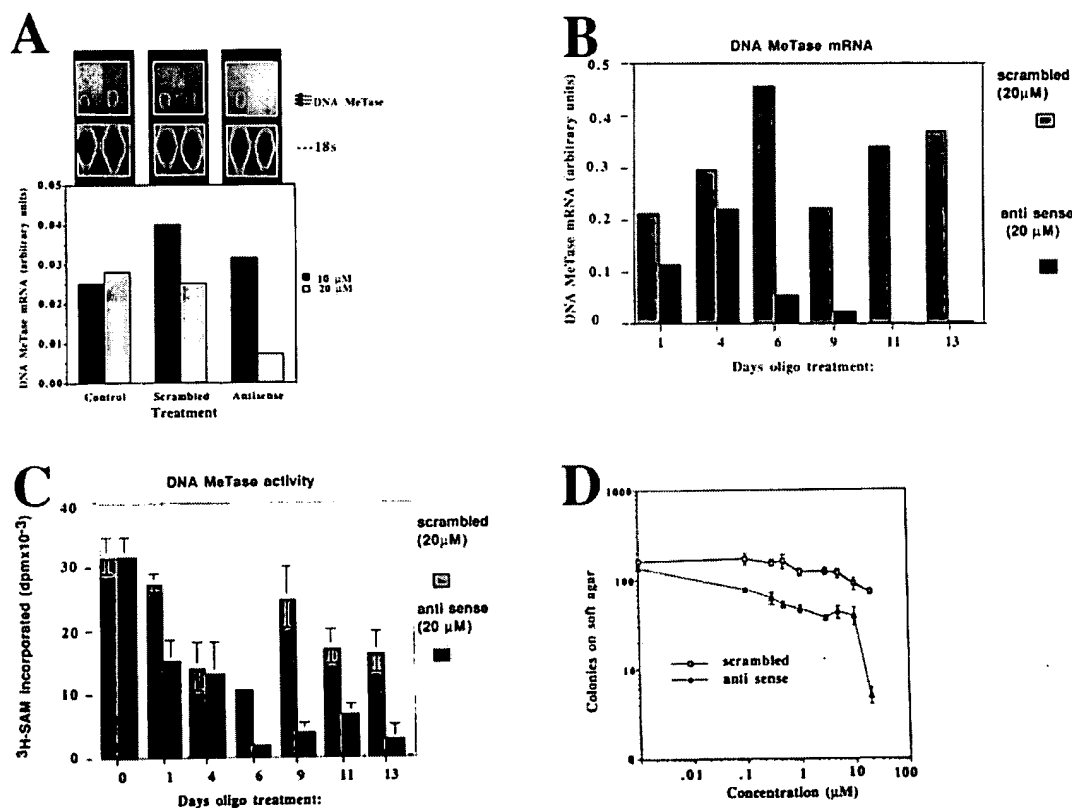 A
DNA MeTase
---18s
DNA MeTase mRNA (arbitrary units)
0.05
0.04
0.03
0.02
0.01
0.00
10 μM
20 μM
Control Scrambled Antisense
Treatment
B
DNA MeTase mRNA
DNA MeTase mRNA (arbitrary units)
0.5
0.4
0.3
0.2
0.1
0
1 4 6 9 11 13
Days oligo treatment:
scrambled
(20μM)
anti sense
(20 μM)
C
DNA MeTase activity
³H-SAM incorporated (dpmx10⁻³)
40
30
20
10
0
0 1 4 6 9 11 13
Days oligo treatment:
scrambled
(20μM)
anti sense
(20 μM)
D
Colonies on soft agar
1000
100
10
0
scrambled
anti sense
.01 .1 1 10 100
Concentration (μM)